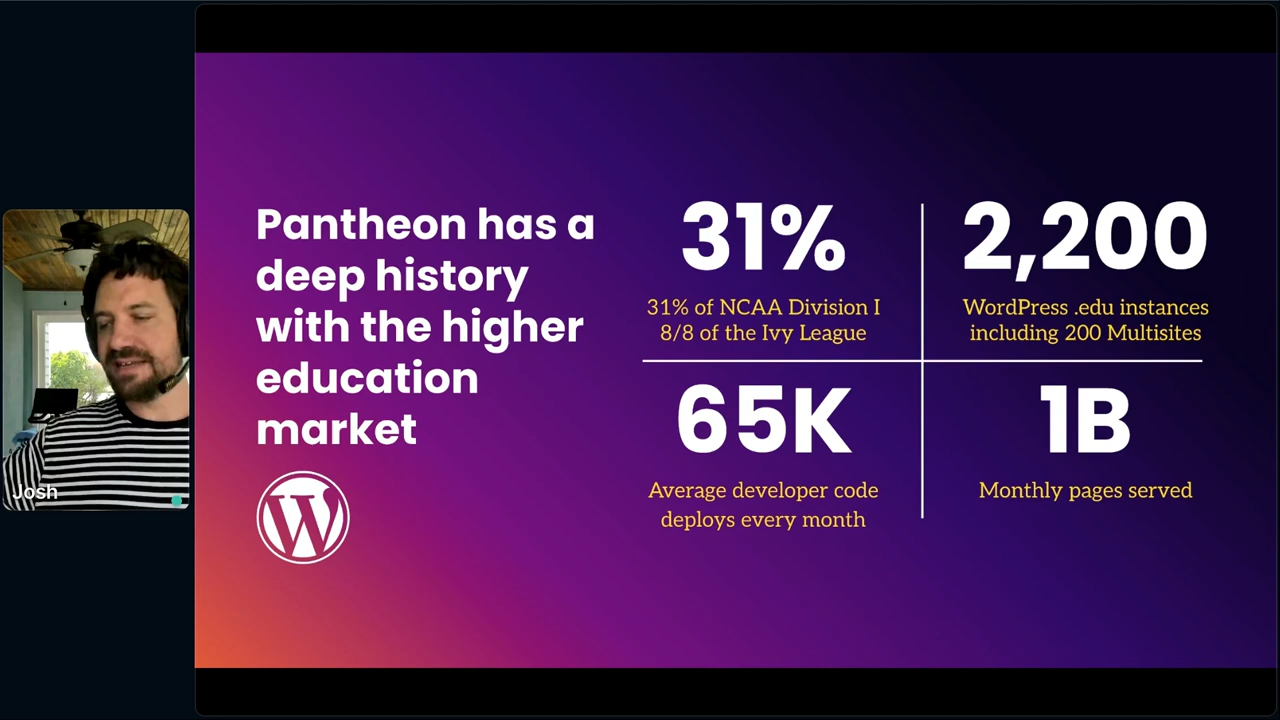 Pantheon has a
deep history
with the higher
education
market
31%
31% of NCAA Division I
8/8 of the Ivy League
2,200
WordPress .edu instances
including 200 Multisites
65K
Average developer code
deploys every month
1B
Monthly pages served
Josh